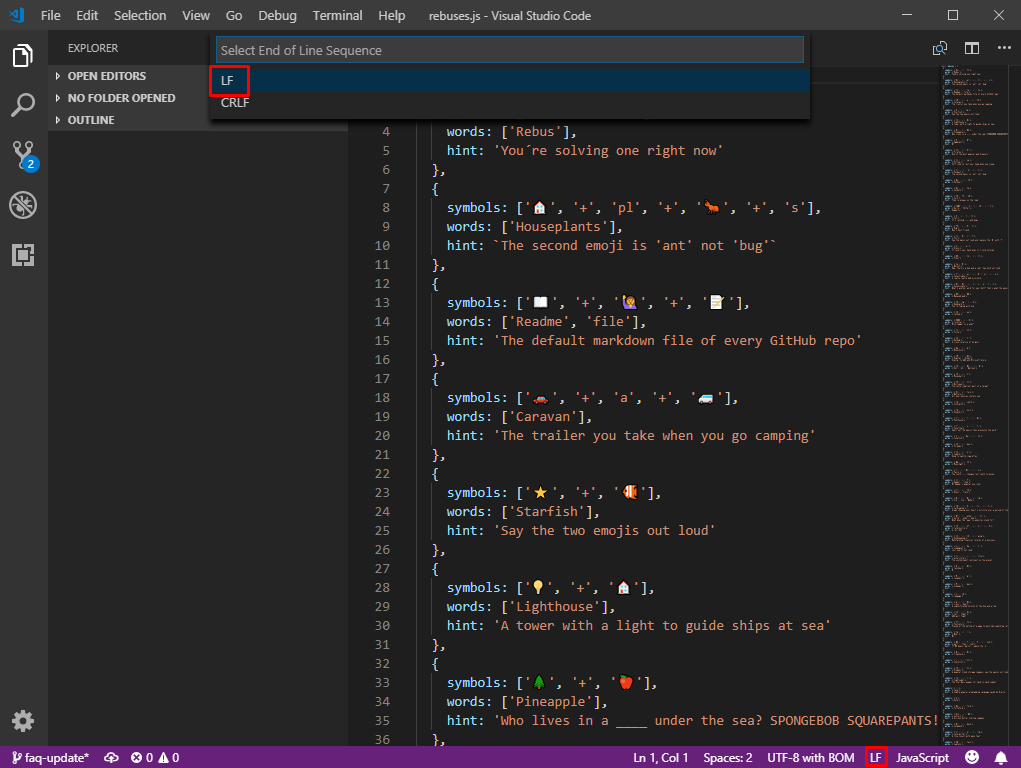 File Edit Selection View Go Debug Terminal Help rebuses.js - Visual Studio Code
EXPLORER
OPEN EDITORS
NO FOLDER OPENED
OUTLINE
Select End of Line Sequence
LF
CRLF
4 words: ['Rebus'],
5 hint: 'You´re solving one right now'
6 },
7 {
8 symbols: ['🏠', '+', 'pl', '+', '🐜', '+', 's'],
9 words: ['Houseplants'],
10 hint: `The second emoji is 'ant' not 'bug'`
11 },
12 {
13 symbols: ['📖', '+', '🙋', '+', '📝'],
14 words: ['Readme', 'file'],
15 hint: 'The default markdown file of every GitHub repo'
16 },
17 {
18 symbols: ['🚗', '+', 'a', '+', '🚐'],
19 words: ['Caravan'],
20 hint: 'The trailer you take when you go camping'
21 },
22 {
23 symbols: ['⭐', '+', '🐠'],
24 words: ['Starfish'],
25 hint: 'Say the two emojis out loud'
26 },
27 {
28 symbols: ['💡', '+', '🏠'],
29 words: ['Lighthouse'],
30 hint: 'A tower with a light to guide ships at sea'
31 },
32 {
33 symbols: ['🌲', '+', '🍎'],
34 words: ['Pineapple'],
35 hint: 'Who lives in a ____ under the sea? SPONGEBOB SQUAREPANTS!
36 },
2
faq-update* 0 0 Ln 1, Col 1 Spaces: 2 UTF-8 with BOM LF JavaScript